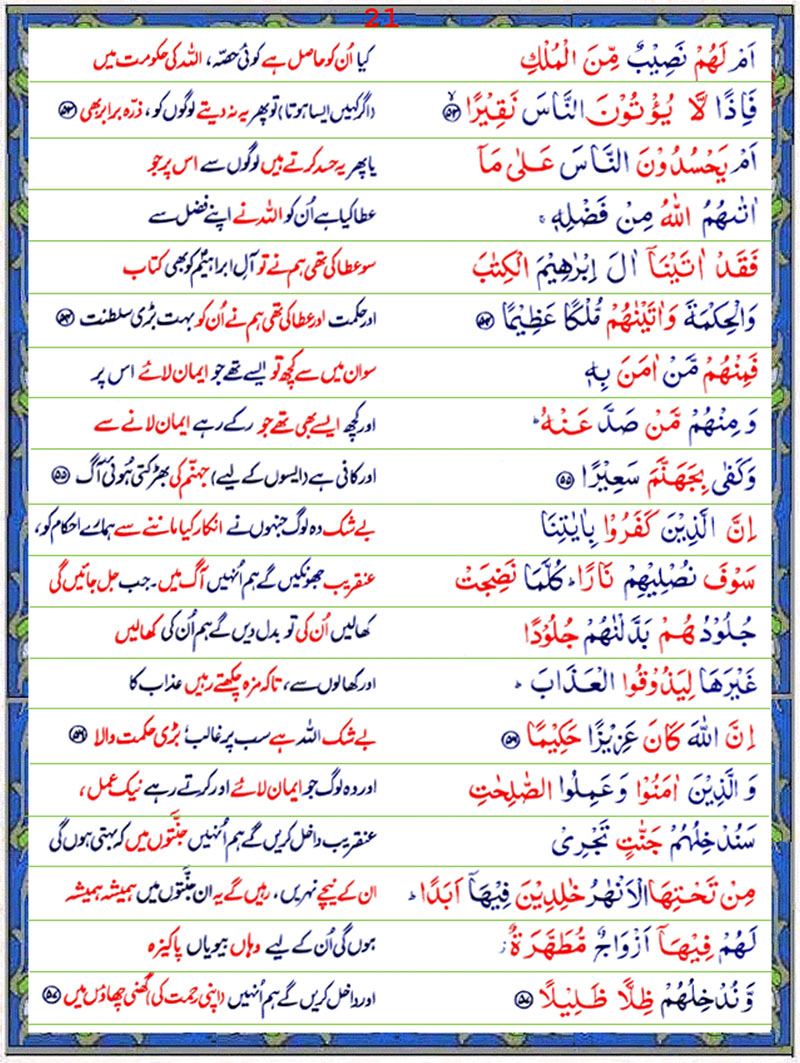 21
اَمْ لَهُمْ نَصِيْبٌ مِّنَ الْمُلْكِ کیا اُن کو حاصل ہے کوئی حصّہ، اللہ کی حکومت میں
فَاِذًا لَّا يُؤْتُوْنَ النَّاسَ نَقِيْرًا ۙ﴿۵۳﴾ (اگر کہیں ایسا ہوتا) تو پھر یہ نہ دیتے لوگوں کو، ذرّہ برابر بھی ﴿۵۳﴾
اَمْ يَحْسُدُوْنَ النَّاسَ عَلٰى مَاۤ یا پھر یہ حسد کرتے ہیں لوگوں سے اس پر جو
اٰتٰىهُمُ اللّٰهُ مِنْ فَضْلِهٖ ۚ عطا کیا ہے اُن کو اللہ نے اپنے فضل سے
فَقَدْ اٰتَيْنَاۤ اٰلَ اِبْرٰهِيْمَ الْكِتٰبَ سو عطا کی تھی ہم نے تو آلِ ابراہیمؑ کو بھی کتاب
وَالْحِكْمَةَ وَاٰتَيْنٰهُمْ مُّلْكًا عَظِيْمًا ﴿۵۴﴾ اور حکمت اور عطا کی تھی ہم نے اُن کو بہت بڑی سلطنت ﴿۵۴﴾
فَمِنْهُمْ مَّنْ اٰمَنَ بِهٖ سو ان میں سے کچھ تو ایسے تھے جو ایمان لائے اس پر
وَ مِنْهُمْ مَّنْ صَدَّ عَنْهُ ؕ اور کچھ ایسے بھی تھے جو رکے رہے ایمان لانے سے
وَكَفٰى بِجَهَنَّمَ سَعِيْرًا ﴿۵۵﴾ اور کافی ہے (ایسوں کے لیے) جہنّم کی بھڑکتی ہُوئی آگ ﴿۵۵﴾
اِنَّ الَّذِيْنَ كَفَرُوْا بِاٰيٰتِنَا بے شک وہ لوگ جنہوں نے انکار کیا ماننے سے ہمارے احکام کو،
سَوْفَ نُصْلِيْهِمْ نَارًا ؕ كُلَّمَا نَضِجَتْ عنقریب جھونکیں گے ہم اُنہیں آگ میں۔ جب جل جائیں گی
جُلُوْدُهُمْ بَدَّلْنٰهُمْ جُلُوْدًا کھالیں اُن کی تو بدل دیں گے ہم اُن کی کھالیں
غَيْرَهَا لِيَذُوْقُوا الْعَذَابَ ؕ اور کھالوں سے، تاکہ مزہ چکھتے رہیں عذاب کا
اِنَّ اللّٰهَ كَانَ عَزِيْزًا حَكِيْمًا ﴿۵۶﴾ بے شک اللہ ہے سب پر غالب بڑی حکمت والا ﴿۵۶﴾
وَ الَّذِيْنَ اٰمَنُوْا وَعَمِلُوا الصّٰلِحٰتِ اور وہ لوگ جو ایمان لائے اور کرتے رہے نیک عمل،
سَنُدْخِلُهُمْ جَنّٰتٍ تَجْرِىْ عنقریب داخل کریں گے ہم اُنہیں جنّتوں میں کہ بہتی ہوں گی
مِنْ تَحْتِهَا الْاَنْهٰرُ خٰلِدِيْنَ فِيْهَاۤ اَبَدًا ؕ ان کے نیچے نہریں، رہیں گے یہ ان جنّتوں میں ہمیشہ ہمیشہ
لَهُمْ فِيْهَاۤ اَزْوَاجٌ مُّطَهَّرَةٌ ز ہوں گی اُن کے لیے وہاں بیویاں پاکیزہ
وَّ نُدْخِلُهُمْ ظِلًّا ظَلِيْلًا ﴿۵۷﴾ اور داخل کریں گے ہم اُنہیں (اپنی رحمت کی) گھنی چھاؤں میں ﴿۵۷﴾